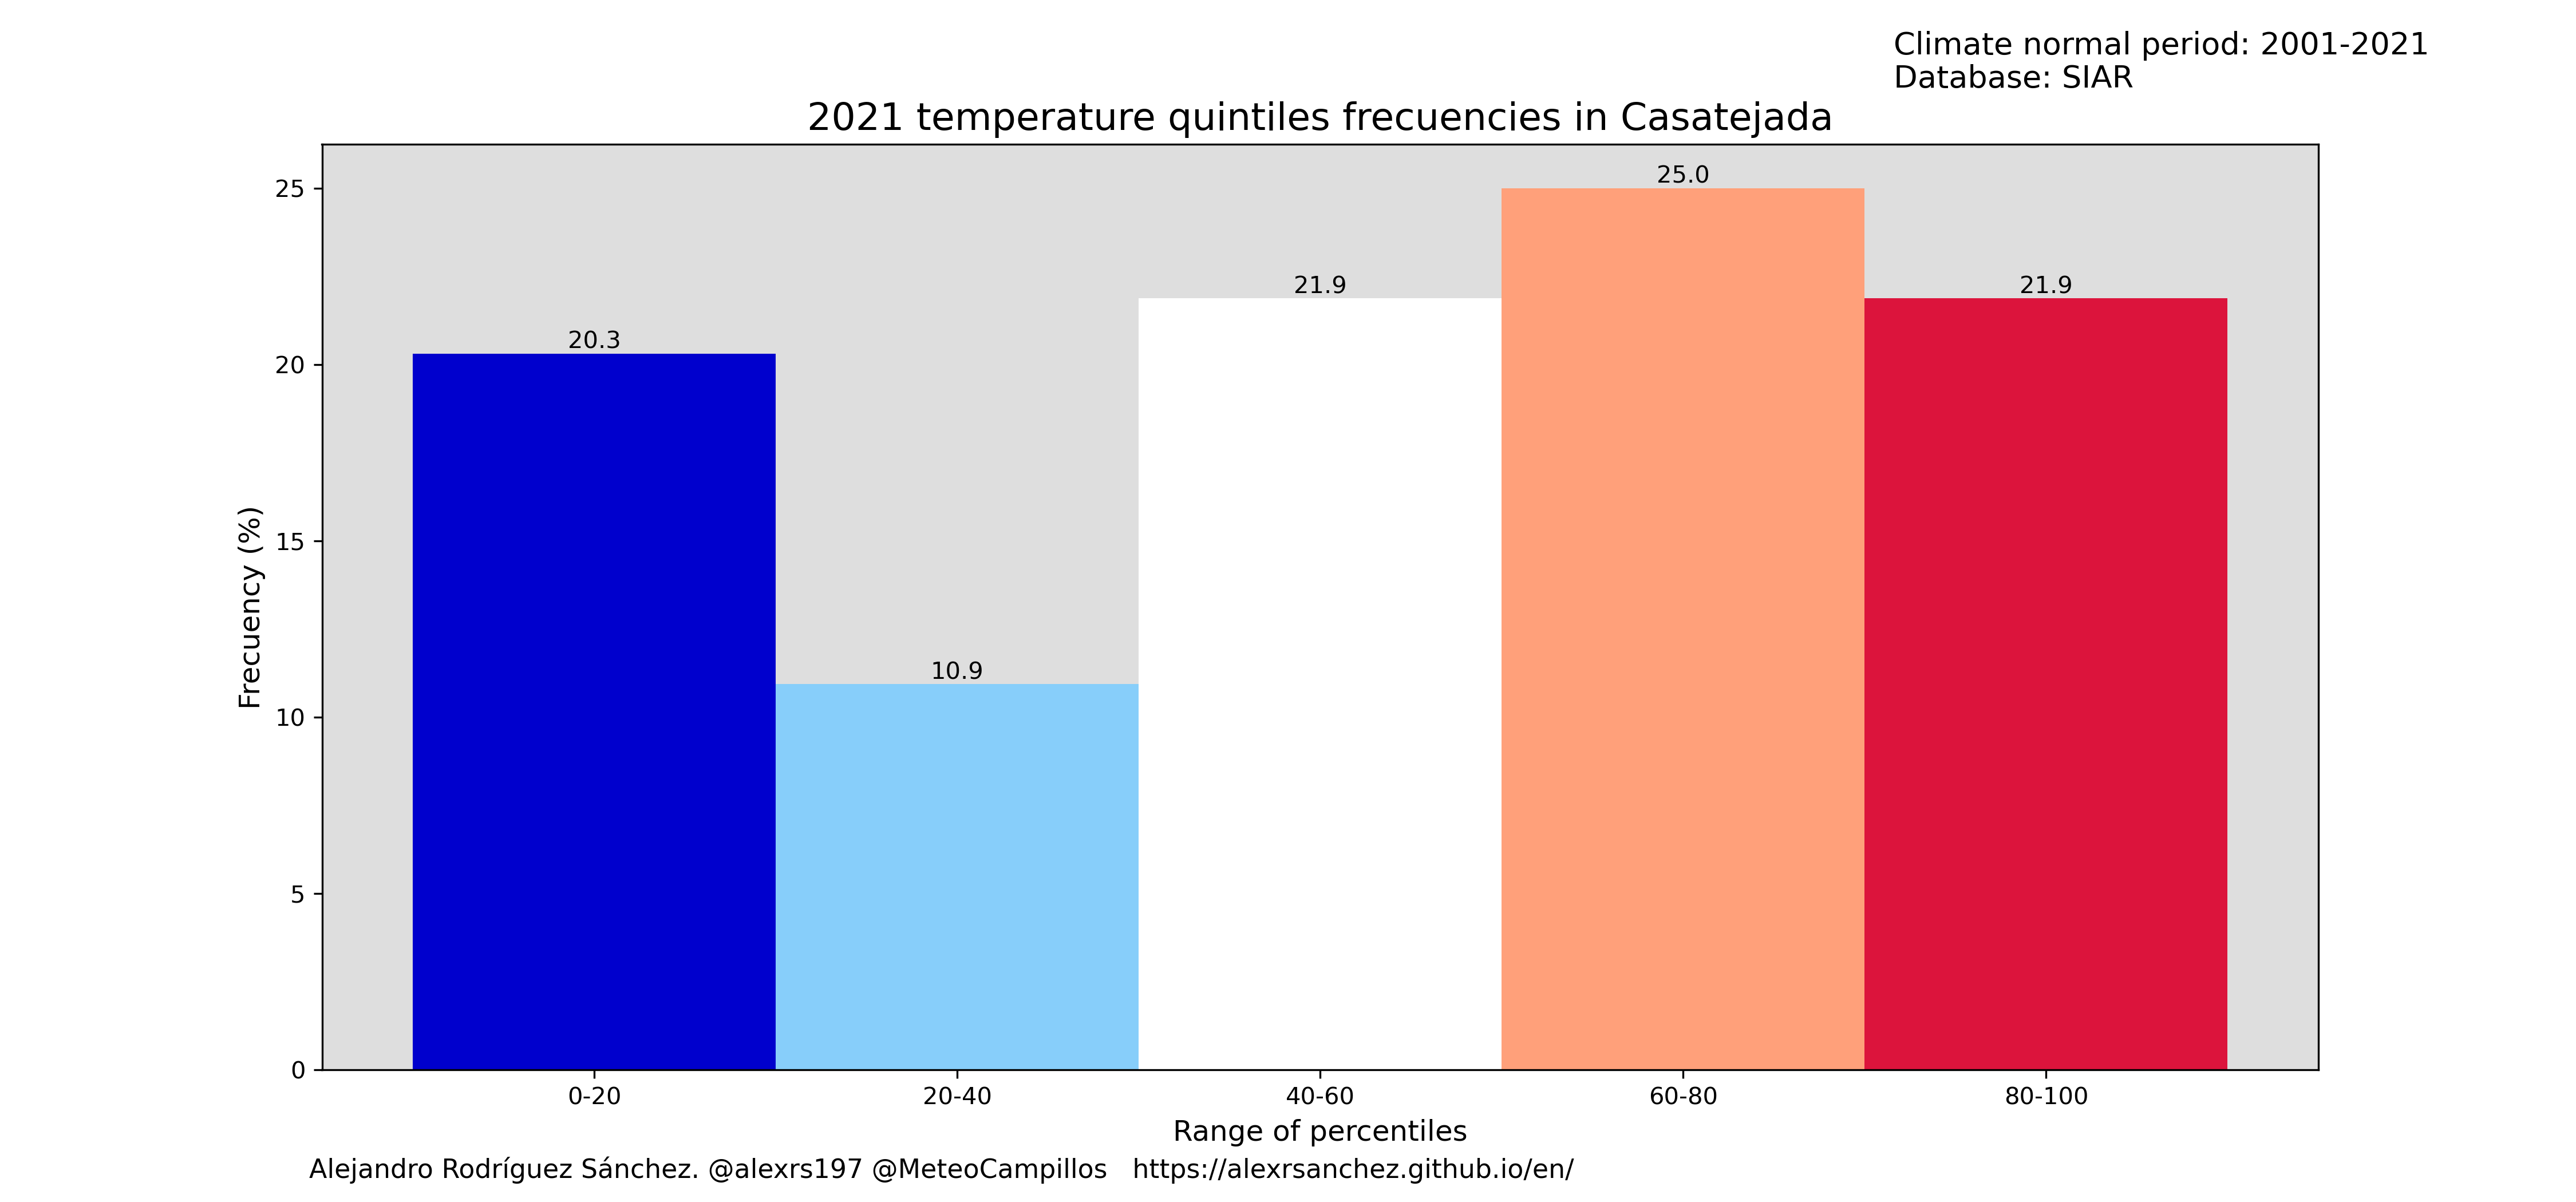 Climate normal period: 2001-2021
Database: SIAR
2021 temperature quintiles frecuencies in Casatejada
Frecuency (%)
25
20
15
10
5
0
20.3
10.9
21.9
25.0
21.9
0-20
20-40
40-60
60-80
80-100
Range of percentiles
Alejandro Rodríguez Sánchez. @alexrs197 @MeteoCampillos https://alexrsanchez.github.io/en/